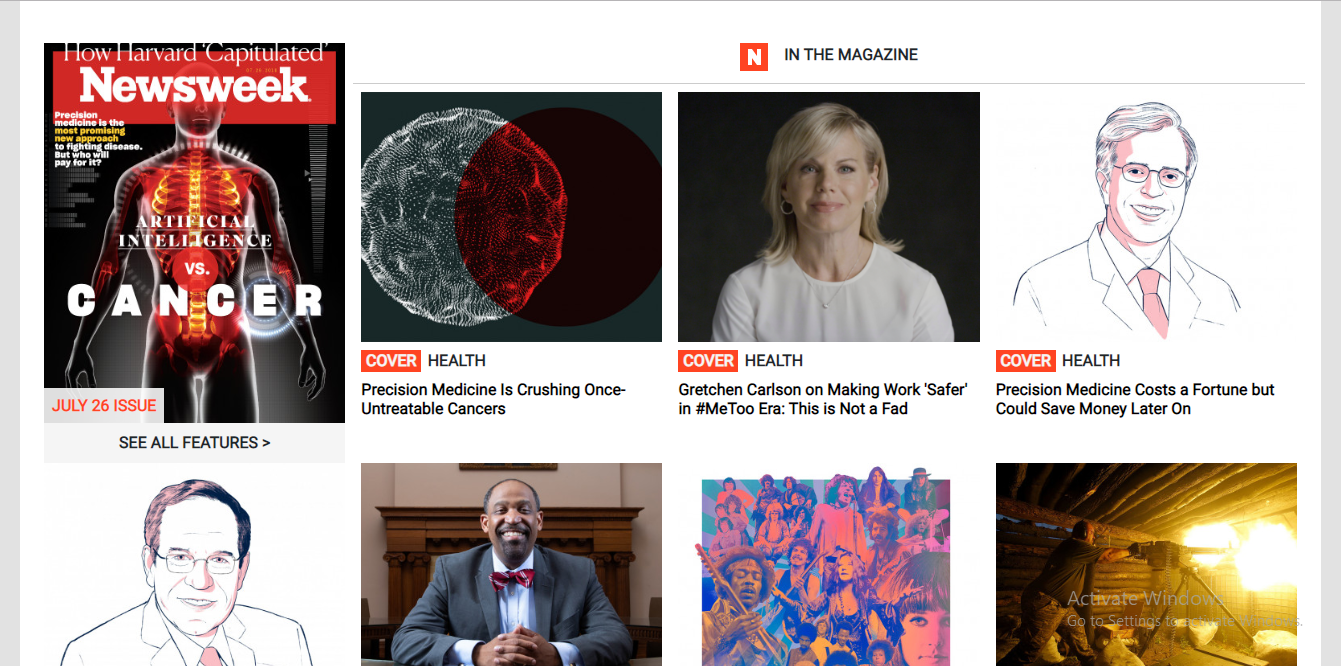 How Harvard 'Capitulated'
Newsweek
07.26.2019
Precision
medicine is the
most promising
new approach
to fighting disease.
But who will
pay for it?
ARTIFICIAL
INTELLIGENCE
VS.
CANCER
JULY 26 ISSUE
SEE ALL FEATURES >
N IN THE MAGAZINE
COVER HEALTH
Precision Medicine Is Crushing Once-
Untreatable Cancers
COVER HEALTH
Gretchen Carlson on Making Work 'Safer'
in #MeToo Era: This is Not a Fad
COVER HEALTH
Precision Medicine Costs a Fortune but
Could Save Money Later On
Activate Windows
Go to Settings to activate Windows.